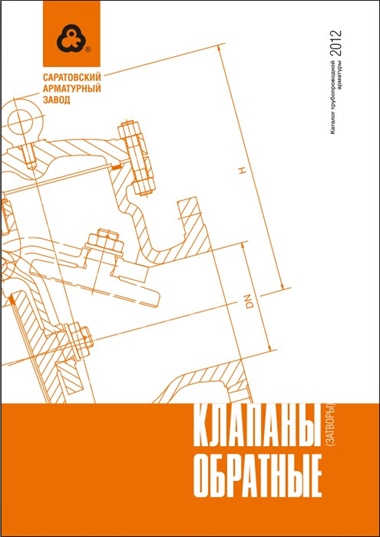 ®
САРАТОВСКИЙ
АРМАТУРНЫЙ
ЗАВОД
Каталог трубопроводной
арматуры
2012
H
DN
КЛАПАНЫ
(ЗАТВОРЫ)
ОБРАТНЫЕ